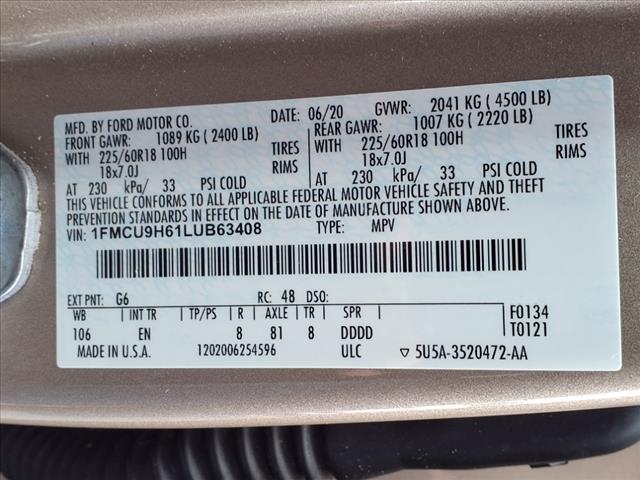 MFD. BY FORD MOTOR CO. DATE: 06/20 GVWR: 2041 KG ( 4500 LB)
FRONT GAWR: 1089 KG ( 2400 LB) REAR GAWR: 1007 KG ( 2220 LB)
WITH 225/60R18 100H TIRES WITH 225/60R18 100H TIRES
18x7.0J RIMS 18x7.0J RIMS
AT 230 kPa/ 33 PSI COLD AT 230 kPa/ 33 PSI COLD
THIS VEHICLE CONFORMS TO ALL APPLICABLE FEDERAL MOTOR VEHICLE SAFETY AND THEFT
PREVENTION STANDARDS IN EFFECT ON THE DATE OF MANUFACTURE SHOWN ABOVE.
VIN: 1FMCU9H61LUB63408 TYPE: MPV
EXT PNT: G6 RC: 48 DSO:
WB INT TR TP/PS R AXLE TR SPR F0134
106 EN 8 81 8 DDDD T0121
MADE IN U.S.A. 1202006254596 ULC ▽ 5U5A-3520472-AA